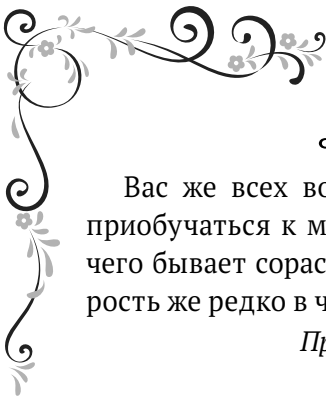 Вас же всех во
приобучаться к м
чего бывает сорас
рость же редко в ч
Пр